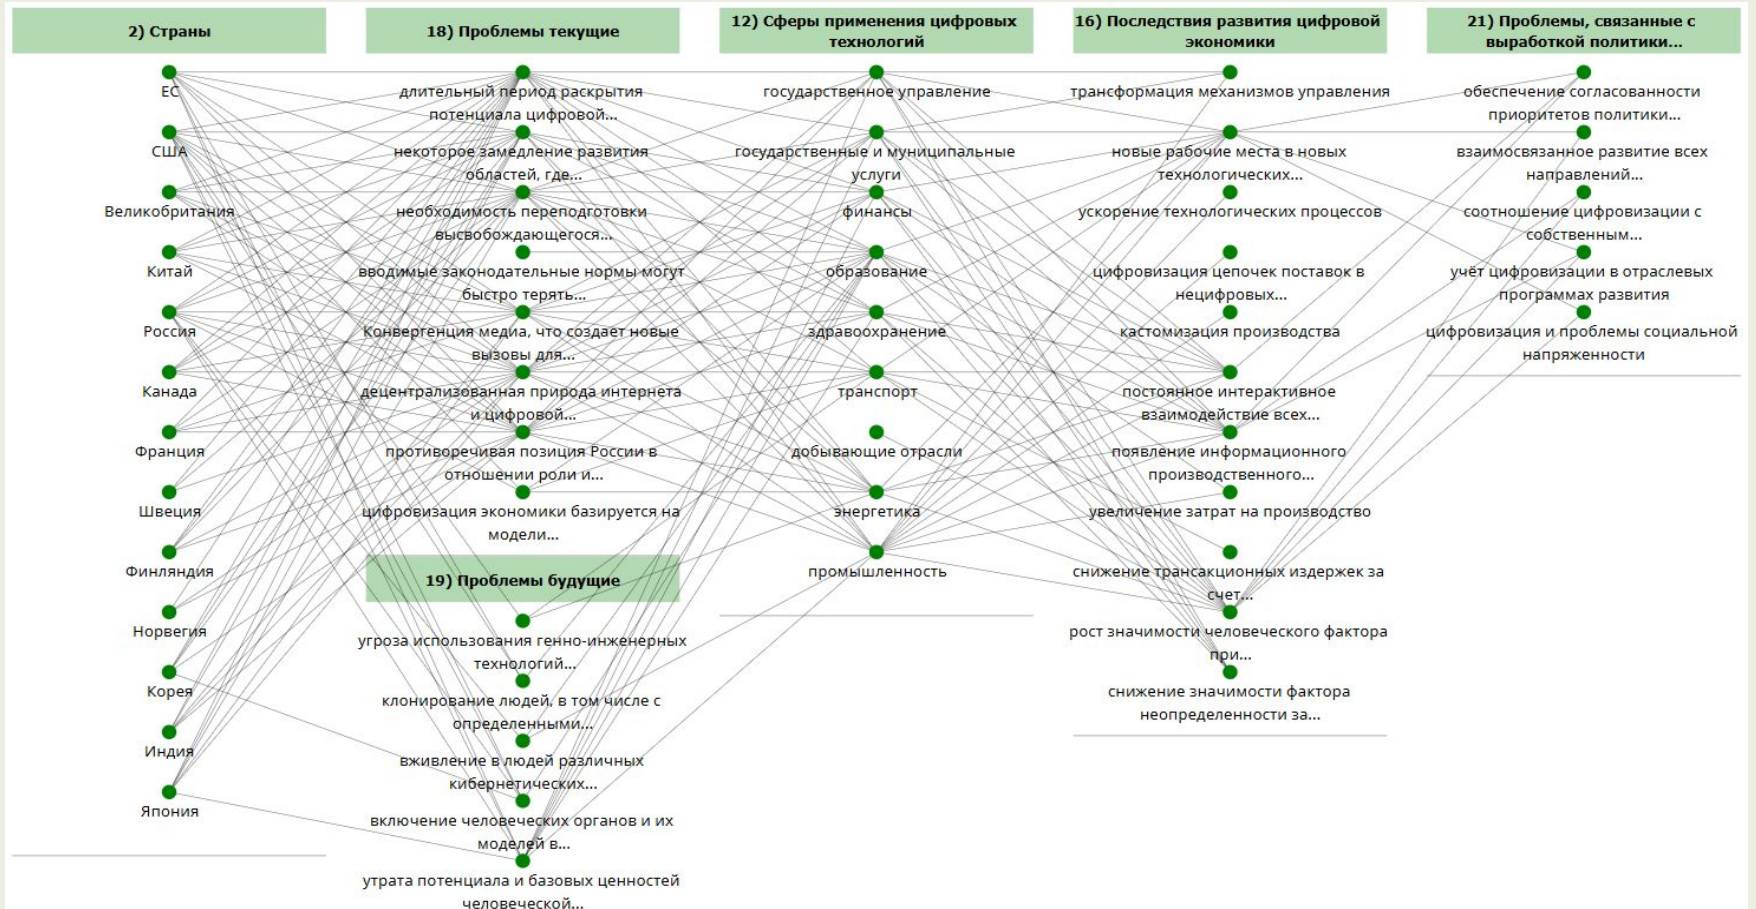 2) Страны
ЕС
США
Великобритания
Китай
Россия
Канада
Франция
Швеция
Финляндия
Норвегия
Корея
Индия
Япония
18) Проблемы текущие
длительный период раскрытия
потенциала цифровой...
некоторое замедление развития
областей, где...
необходимость переподготовки
высвобождающегося...
вводимые законодательные нормы могут
быстро терять...
Конвергенция медиа, что создает новые
вызовы для...
децентрализованная природа интернета
и цифровой...
противоречивая позиция России в
отношении роли и...
цифровизация экономики базируется на
модели...
19) Проблемы будущие
угроза использования генно-инженерных
технологий...
клонирование людей, в том числе с
определенными...
вживление в людей различных
кибернетических...
включение человеческих органов и их
моделей в...
утрата потенциала и базовых ценностей
человеческой...
12) Сферы применения цифровых
технологий
государственное управление
государственные и муниципальные
услуги
финансы
образование
здравоохранение
транспорт
добывающие отрасли
энергетика
промышленность
16) Последствия развития цифровой
экономики
трансформация механизмов управления
новые рабочие места в новых
технологических...
ускорение технологических процессов
цифровизация цепочек поставок в
нецифровых...
кастомизация производства
постоянное интерактивное
взаимодействие всех...
появление информационного
производственного...
увеличение затрат на производство
снижение трансакционных издержек за
счет...
рост значимости человеческого фактора
при...
снижение значимости фактора
неопределенности за...
21) Проблемы, связанные с
выработкой политики...
обеспечение согласованности
приоритетов политики...
взаимосвязанное развитие всех
направлений...
соотношение цифровизации с
собственным...
учёт цифровизации в отраслевых
программах развития
цифровизация и проблемы социальной
напряженности